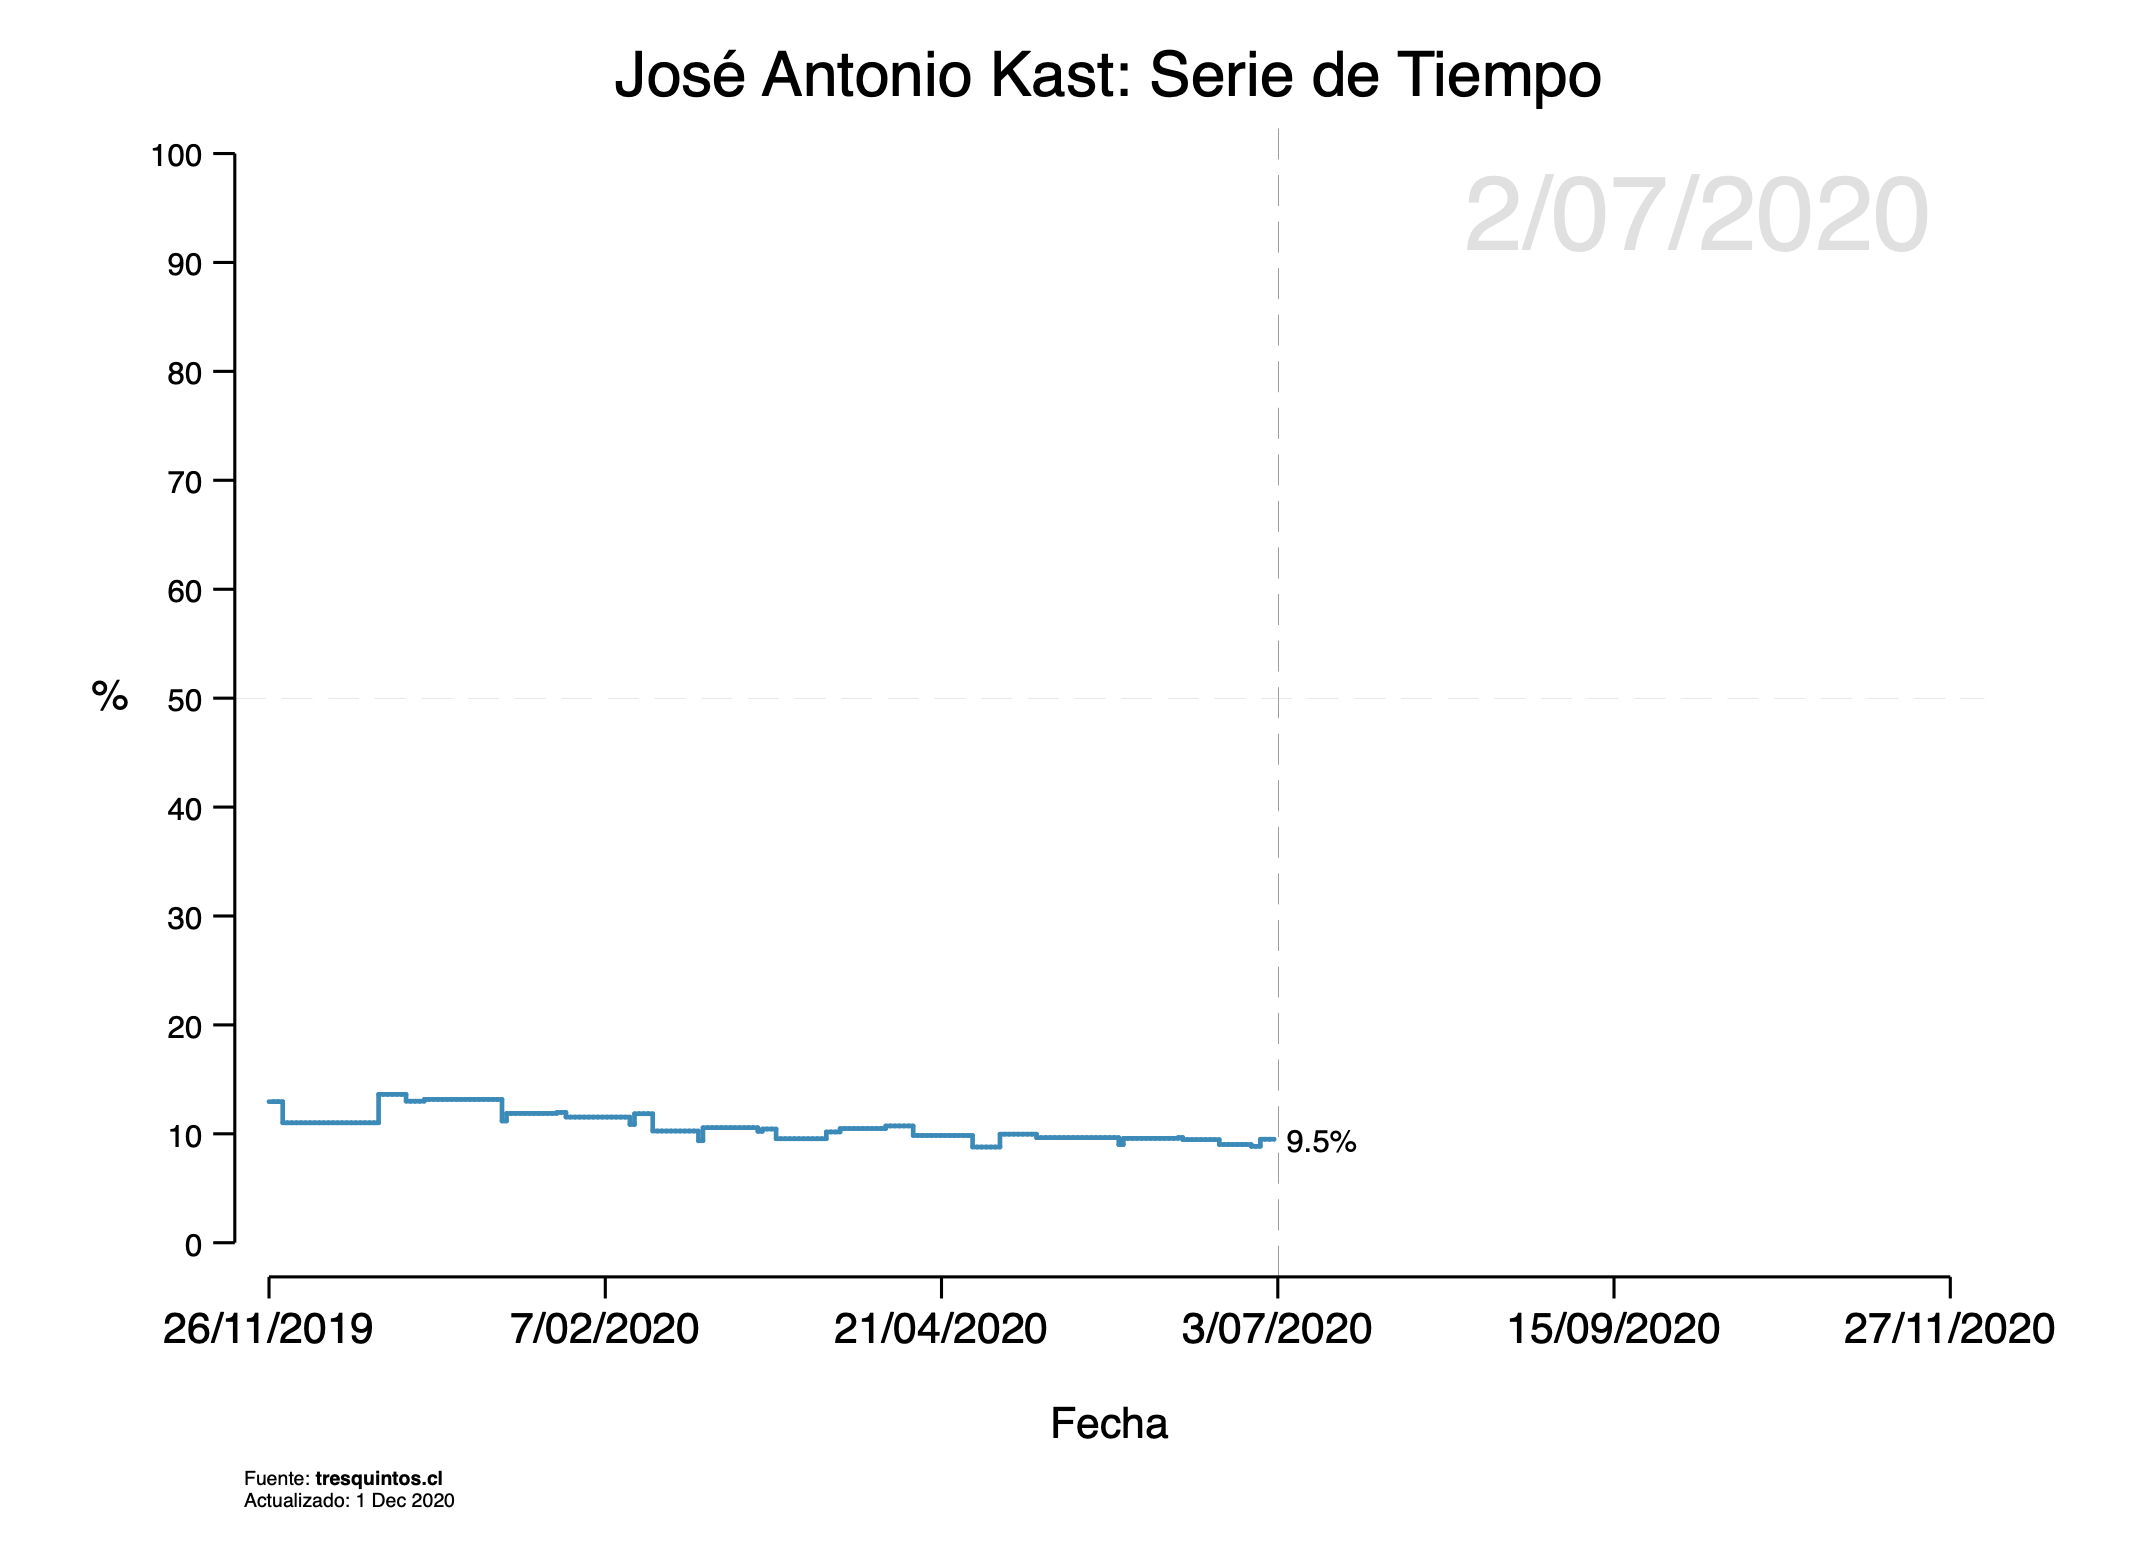 José Antonio Kast: Serie de Tiempo
2/07/2020
100
90
80
70
60
% 50
40
30
20
10
9.5%
0
26/11/2019 7/02/2020 21/04/2020 3/07/2020 15/09/2020 27/11/2020
Fecha
Fuente: tresquintos.cl
Actualizado: 1 Dec 2020